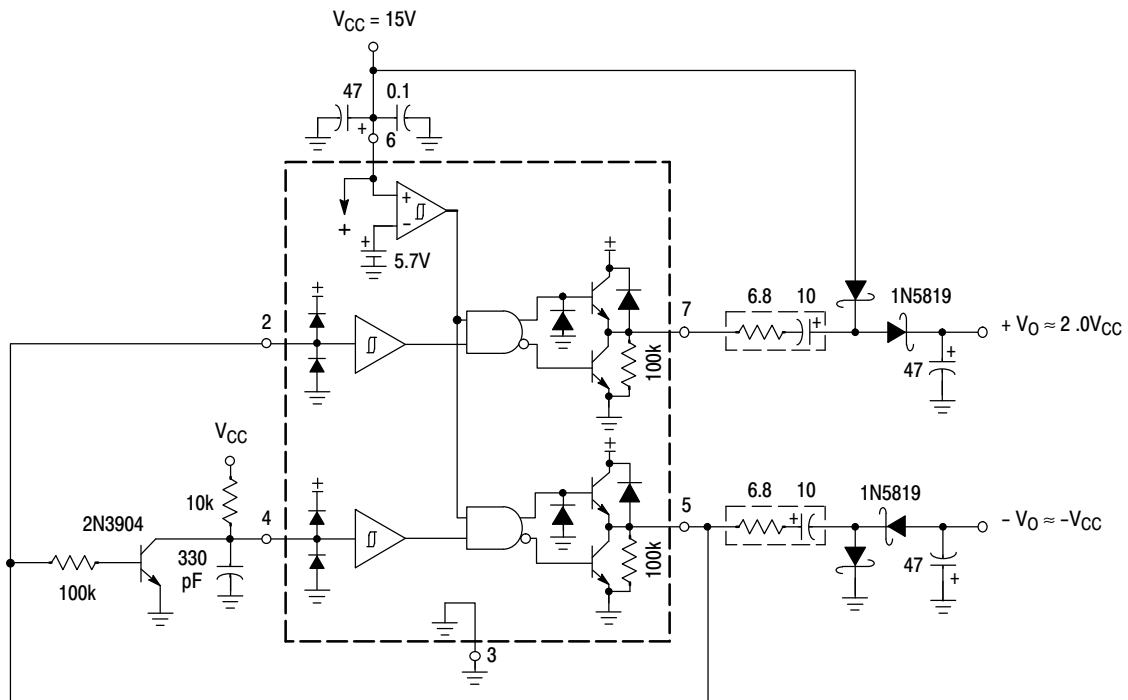 V_CC = 15V
47
0.1
+
6
+
+
-
+
5.7V
+
+
2
7
6.8
10
+
1N5819
+ V_O ≈ 2 .0V_CC
100k
47
+
V_CC
10k
+
+
2N3904
4
5
6.8
10
+
1N5819
- V_O ≈ -V_CC
330
pF
100k
100k
47
+
3